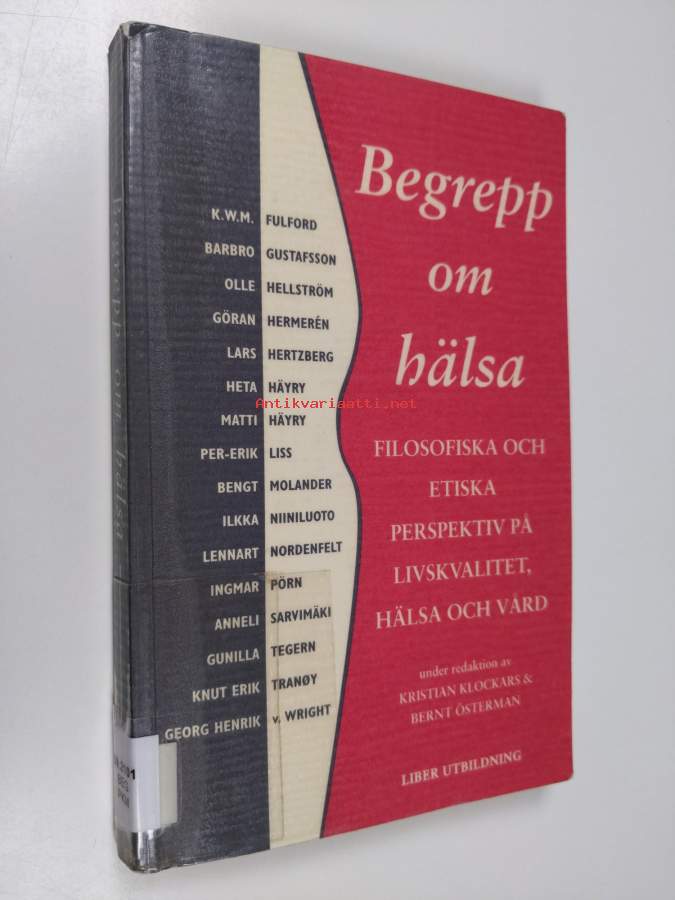 Begrepp om hälsa
K.W.M. FULFORD
BARBRO GUSTAFSSON
OLLE HELLSTRÖM
GÖRAN HERMERÉN
LARS HERTZBERG
HETA HÄYRY
MATTI HÄYRY
PER-ERIK LISS
BENGT MOLANDER
ILKKA NIINILUOTO
LENNART NORDENFELT
INGMAR PÖRN
ANNELI SARVIMÄKI
GUNILLA TEGERN
KNUT ERIK TRANØY
GEORG HENRIK v. WRIGHT
Begrepp
om
hälsa
Antikvariaatti.net
FILOSOFISKA OCH
ETISKA
PERSPEKTIV PÅ
LIVSKVALITET,
HÄLSA OCH VÅRD
under redaktion av
KRISTIAN KLOCKARS &
BERNT ÖSTERMAN
LIBER UTBILDNING